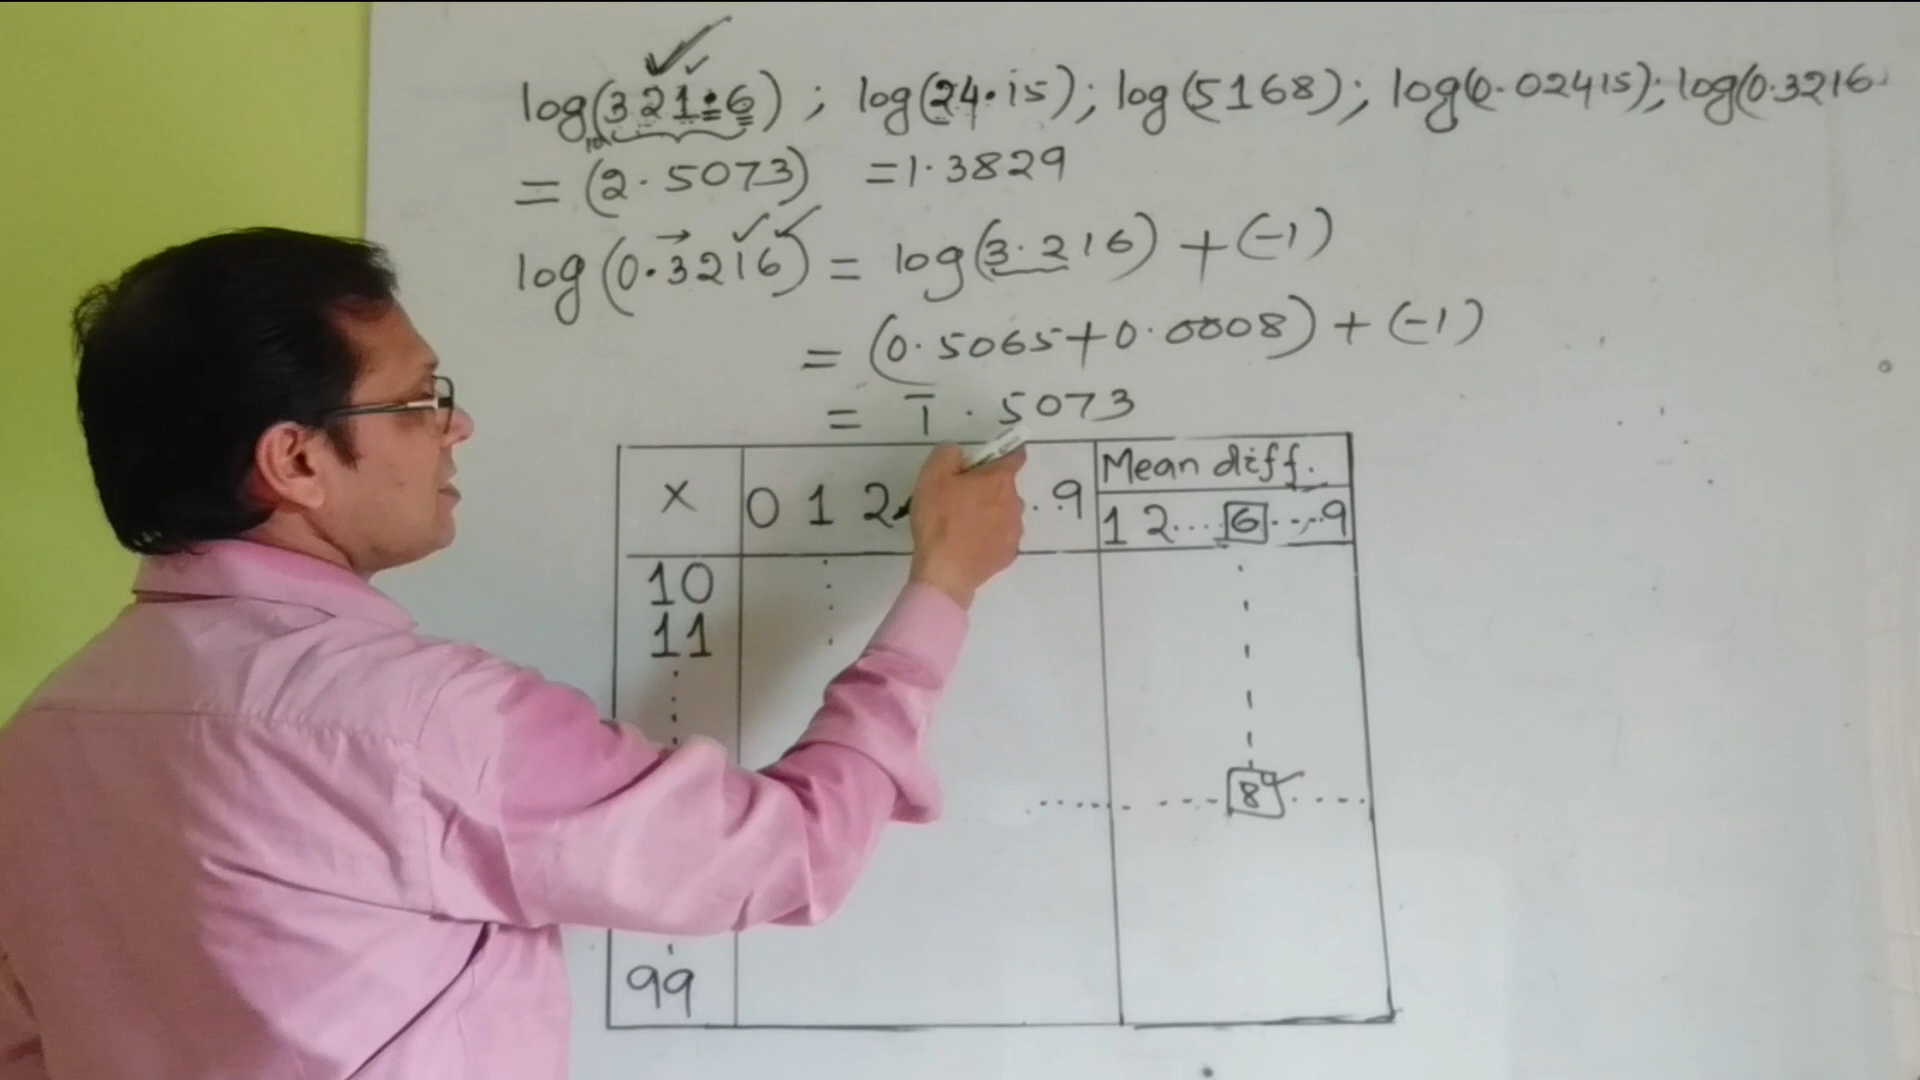 log(321.6) ; log(24.15); log(5168); log(0.02415); log(0.3216
10
= (2.5073) =1.3829
log(0.3216) = log(3.216) + (-1)
= (0.5065+0.0008) + (-1)
= 1̅.5073
x 0 1 2 . . 9 Mean diff.
1 2.... 6 ....9
10
11
8
99